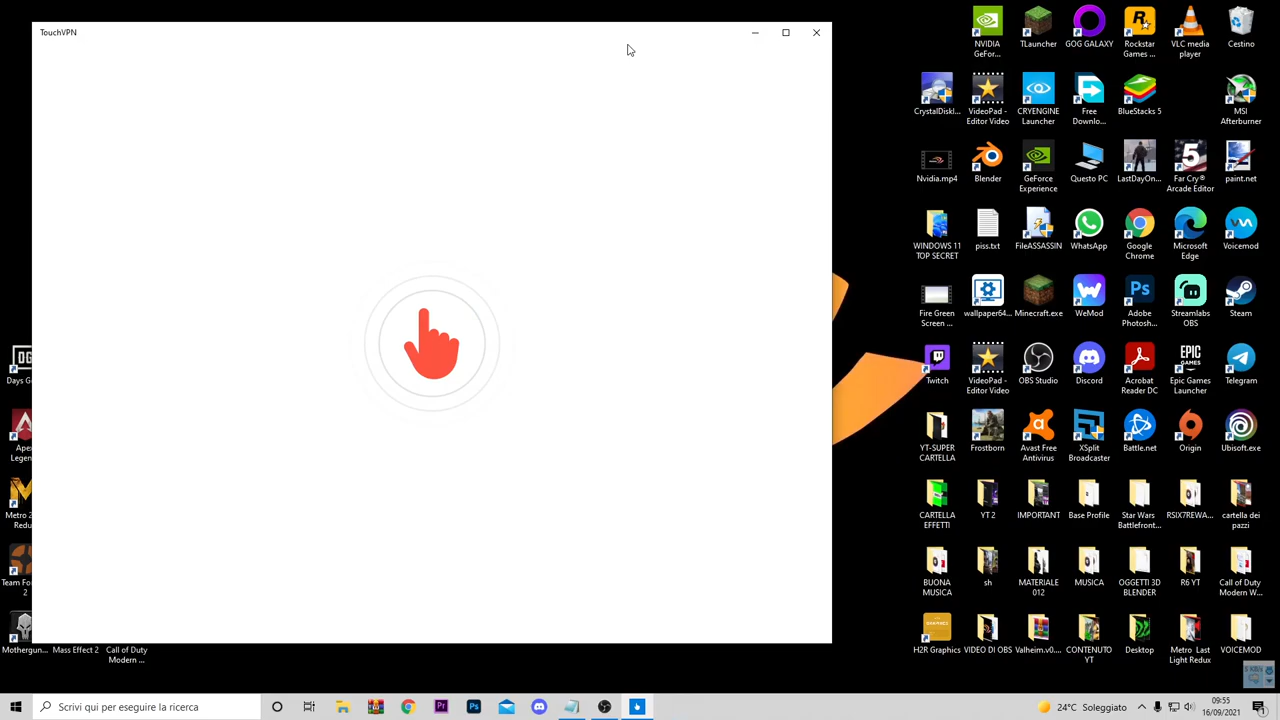 TouchVPN
NVIDIA
GeFor...
TLauncher
GOG GALAXY
Rockstar
Games ...
VLC media
player
Cestino
CrystalDiskI...
VideoPad -
Editor Video
CRYENGINE
Launcher
Free
Downlo...
BlueStacks 5
MSI
Afterburner
Nvidia.mp4
Blender
GeForce
Experience
Questo PC
LastDayOn...
Far Cry®
Arcade Editor
paint.net
WINDOWS 11
TOP SECRET
piss.txt
FileASSASSIN
WhatsApp
Google
Chrome
Microsoft
Edge
Voicemod
Fire Green
Screen ...
wallpaper64...
Minecraft.exe
WeMod
Adobe
Photosh...
Streamlabs
OBS
Steam
Days G
Twitch
VideoPad -
Editor Video
OBS Studio
Discord
Acrobat
Reader DC
Epic Games
Launcher
Telegram
Apex
Legen
YT-SUPER
CARTELLA
Frostborn
Avast Free
Antivirus
XSplit
Broadcaster
Battle.net
Origin
Ubisoft.exe
Metro 2
Redu
CARTELLA
EFFETTI
YT 2
IMPORTANT
Base Profile
Star Wars
Battlefront...
RSIX7REWA...
cartella dei
pazzi
Team For
2
BUONA
MUSICA
sh
MATERIALE
012
MUSICA
OGGETTI 3D
BLENDER
R6 YT
Call of Duty
Modern W...
Mothergun...
Mass Effect 2
Call of Duty
Modern ...
H2R Graphics
VIDEO DI OBS
Valheim.v0....
CONTENUTO
YT
Desktop
Metro Last
Light Redux
VOICEMOD
Scrivi qui per eseguire la ricerca
24°C Soleggiato
09:55
16/09/2021